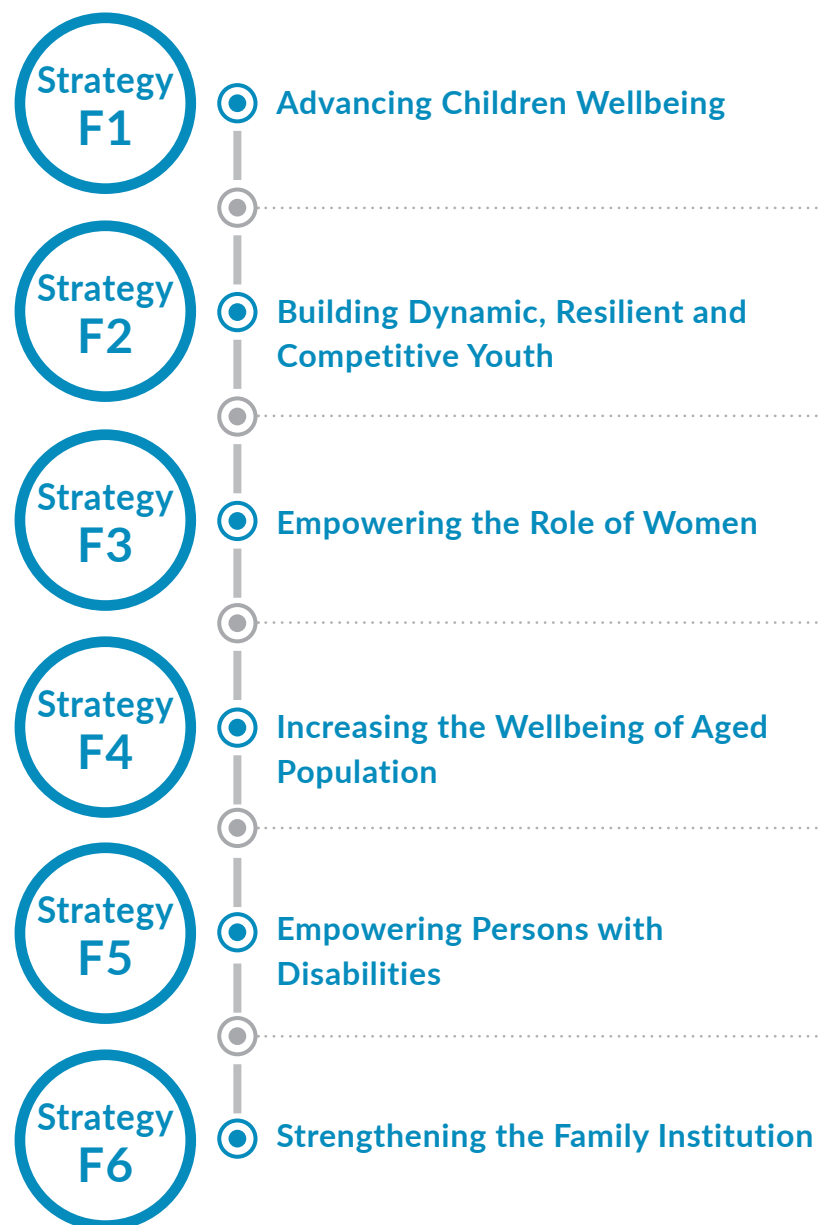 Strategy
F1
Advancing Children Wellbeing
Strategy
F2
Building Dynamic, Resilient and
Competitive Youth
Strategy
F3
Empowering the Role of Women
Strategy
F4
Increasing the Wellbeing of Aged
Population
Strategy
F5
Empowering Persons with
Disabilities
Strategy
F6
Strengthening the Family Institution